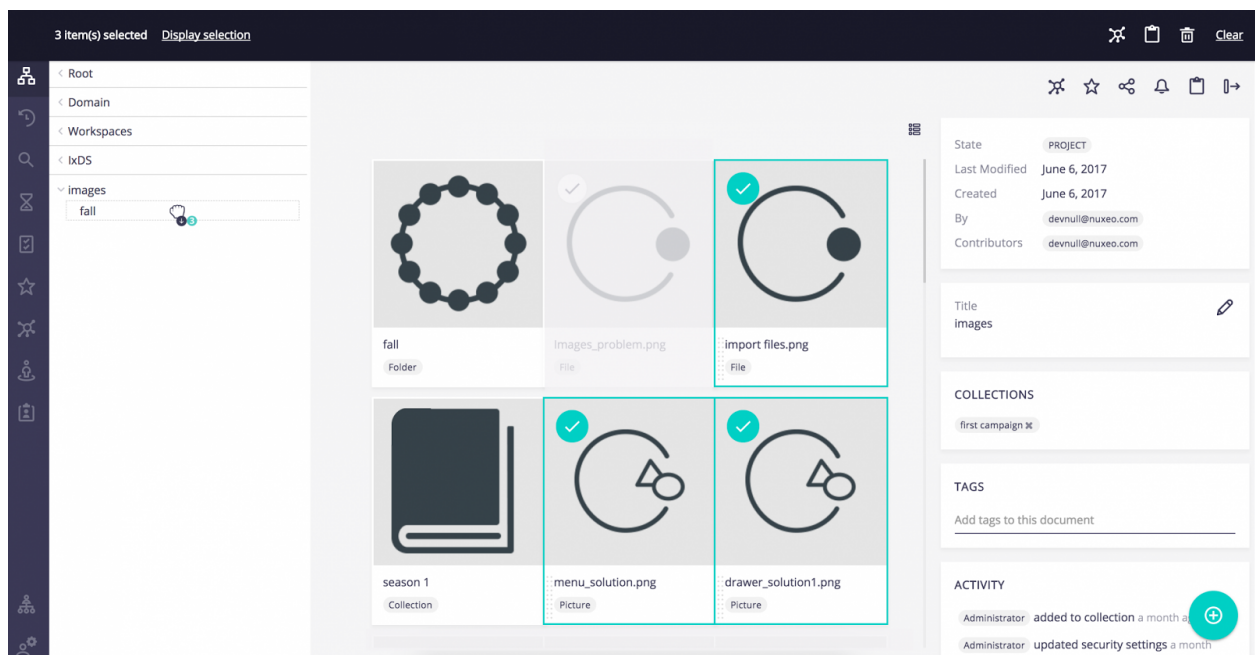 3 item(s) selected Display selection Clear
Root
Domain
Workspaces
IxDS
images
fall
3
fall
Folder
Images_problem.png
File
import files.png
File
season 1
Collection
menu_solution.png
Picture
drawer_solution1.png
Picture
State PROJECT
Last Modified June 6, 2017
Created June 6, 2017
By devnull@nuxeo.com
Contributors devnull@nuxeo.com
Title
images
COLLECTIONS
first campaign
TAGS
Add tags to this document
ACTIVITY
Administrator added to collection a month
Administrator updated security settings a month